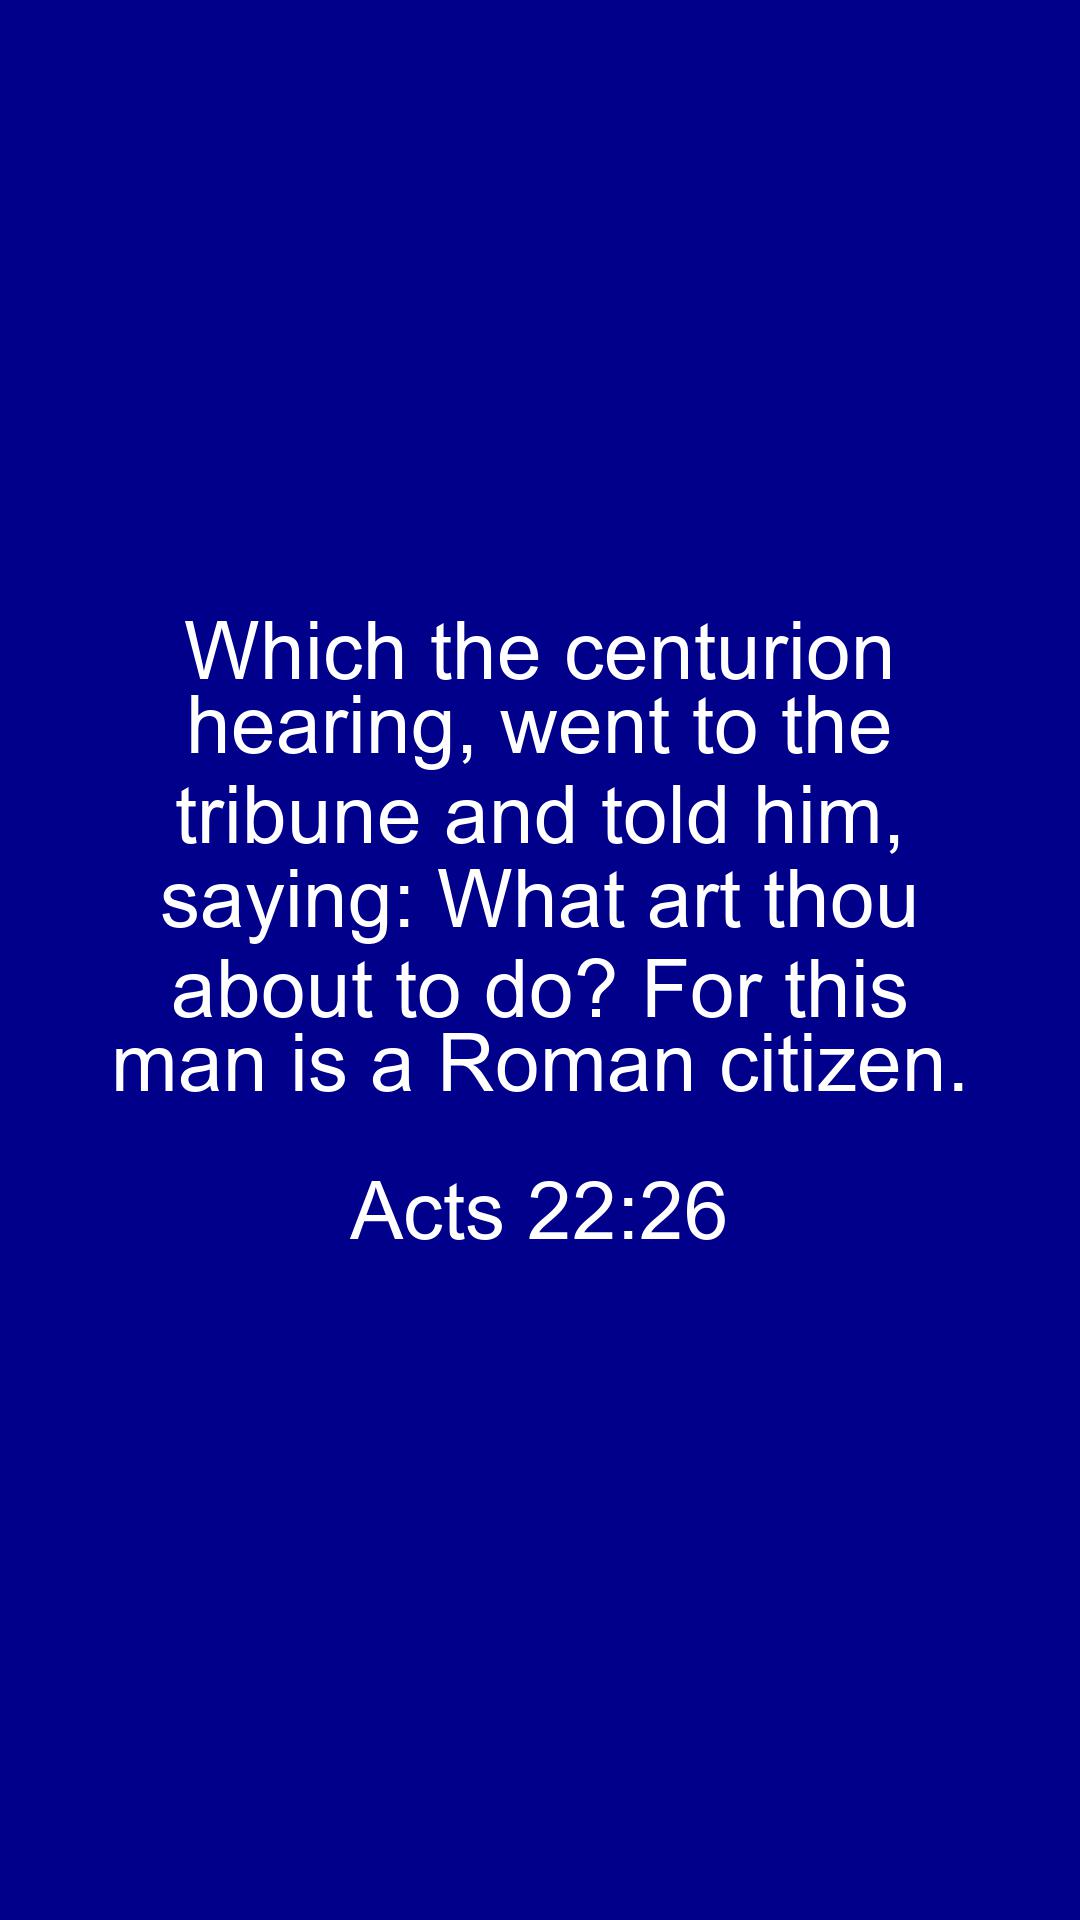 Which the centurion
hearing, went to the
tribune and told him,
saying: What art thou
about to do? For this
man is a Roman citizen.
Acts 22:26